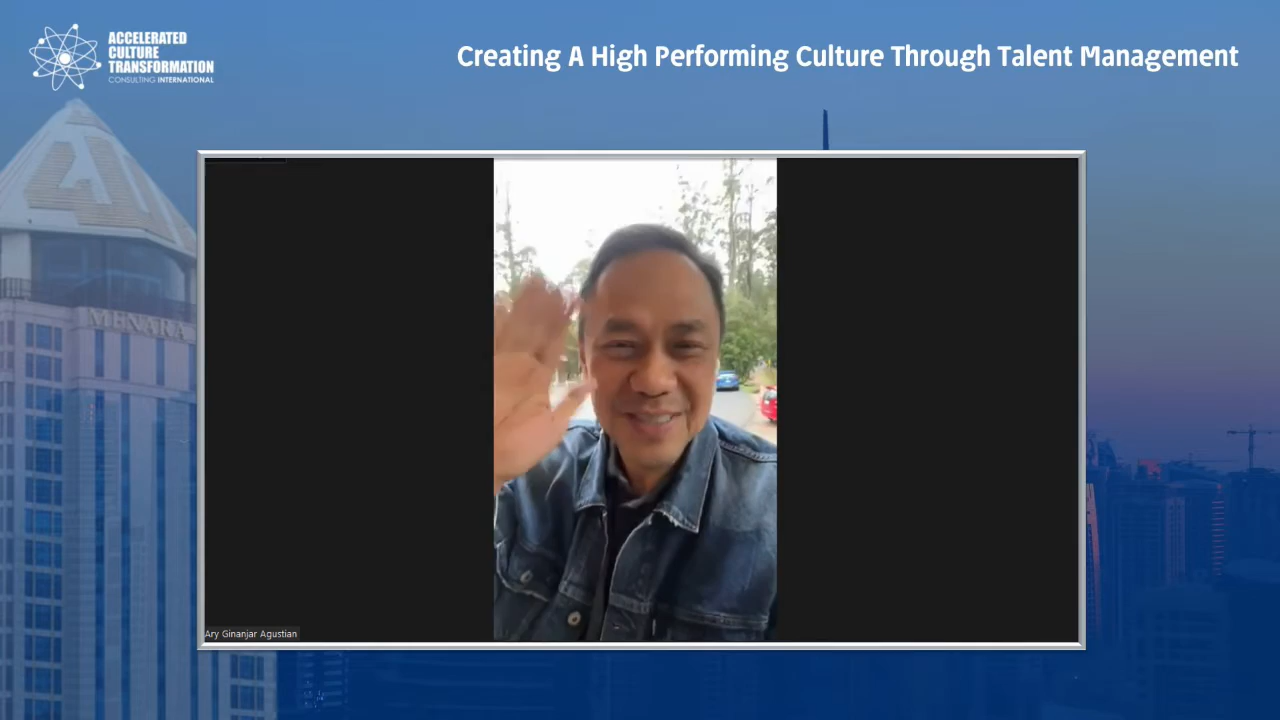 ACCELERATED
CULTURE
TRANSFORMATION
CONSULTING INTERNATIONAL
Creating A High Performing Culture Through Talent Management
MENARA
Ary Ginanjar Agustian